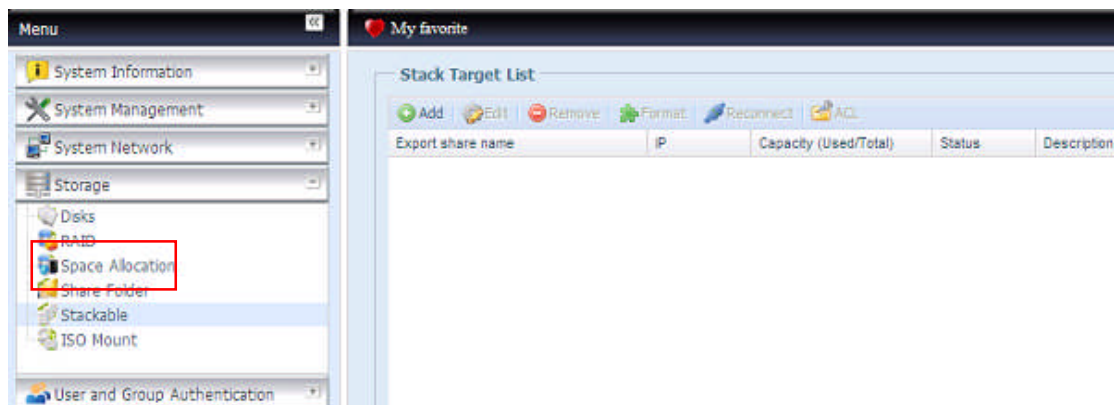 Menu
My favorite
System Information
System Management
System Network
Storage
Disks
RAID
Space Allocation
Share Folder
Stackable
ISO Mount
User and Group Authentication
Stack Target List
Add Edit Remove Format Reconnect ACL
Export share name IP Capacity (Used/Total) Status Description